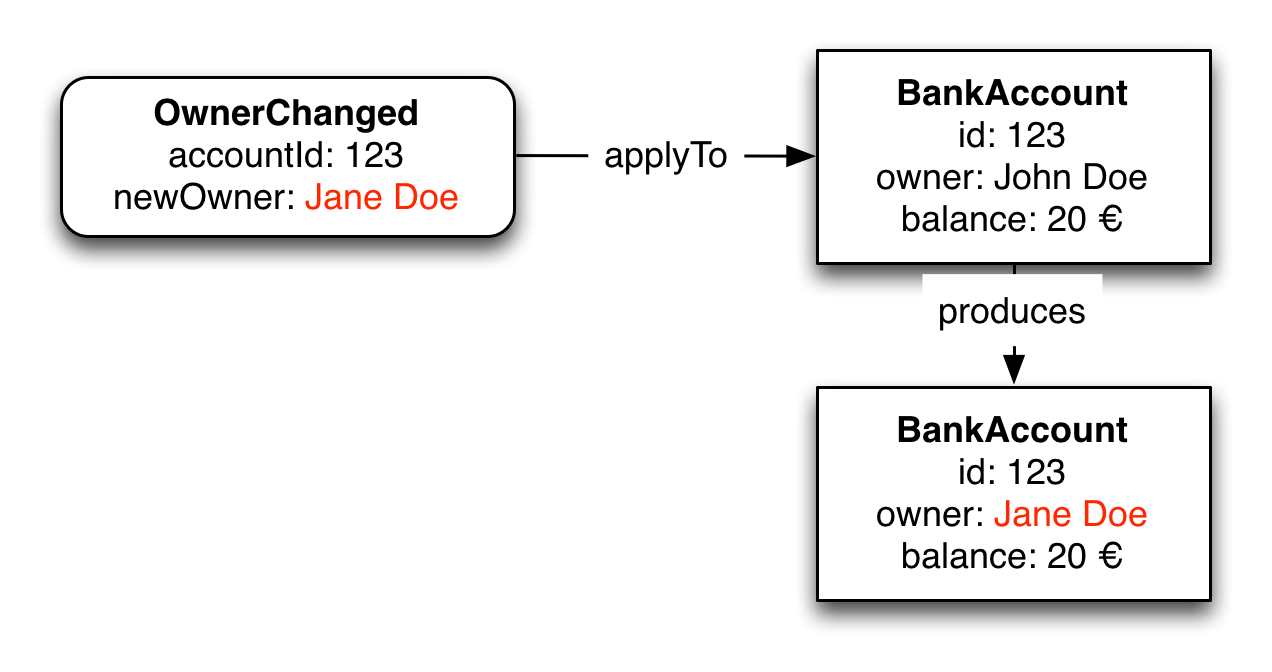 OwnerChanged
accountId: 123
newOwner: Jane Doe
applyTo
BankAccount
id: 123
owner: John Doe
balance: 20 €
produces
BankAccount
id: 123
owner: Jane Doe
balance: 20 €